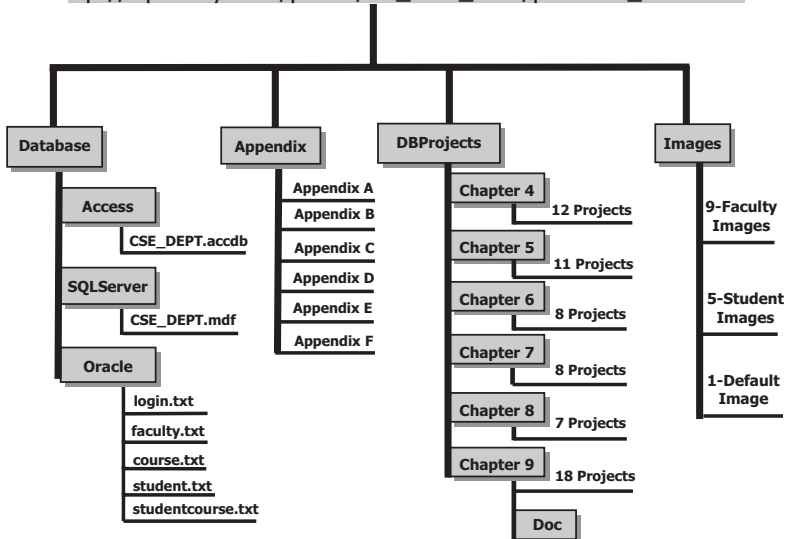 Database
Access
CSE_DEPT.accdb
SQLServer
CSE_DEPT.mdf
Oracle
login.txt
faculty.txt
course.txt
student.txt
studentcourse.txt
Appendix
Appendix A
Appendix B
Appendix C
Appendix D
Appendix E
Appendix F
DBProjects
Chapter 4
12 Projects
Chapter 5
11 Projects
Chapter 6
8 Projects
Chapter 7
8 Projects
Chapter 8
7 Projects
Chapter 9
18 Projects
Doc
Images
9-Faculty
Images
5-Student
Images
1-Default
Image